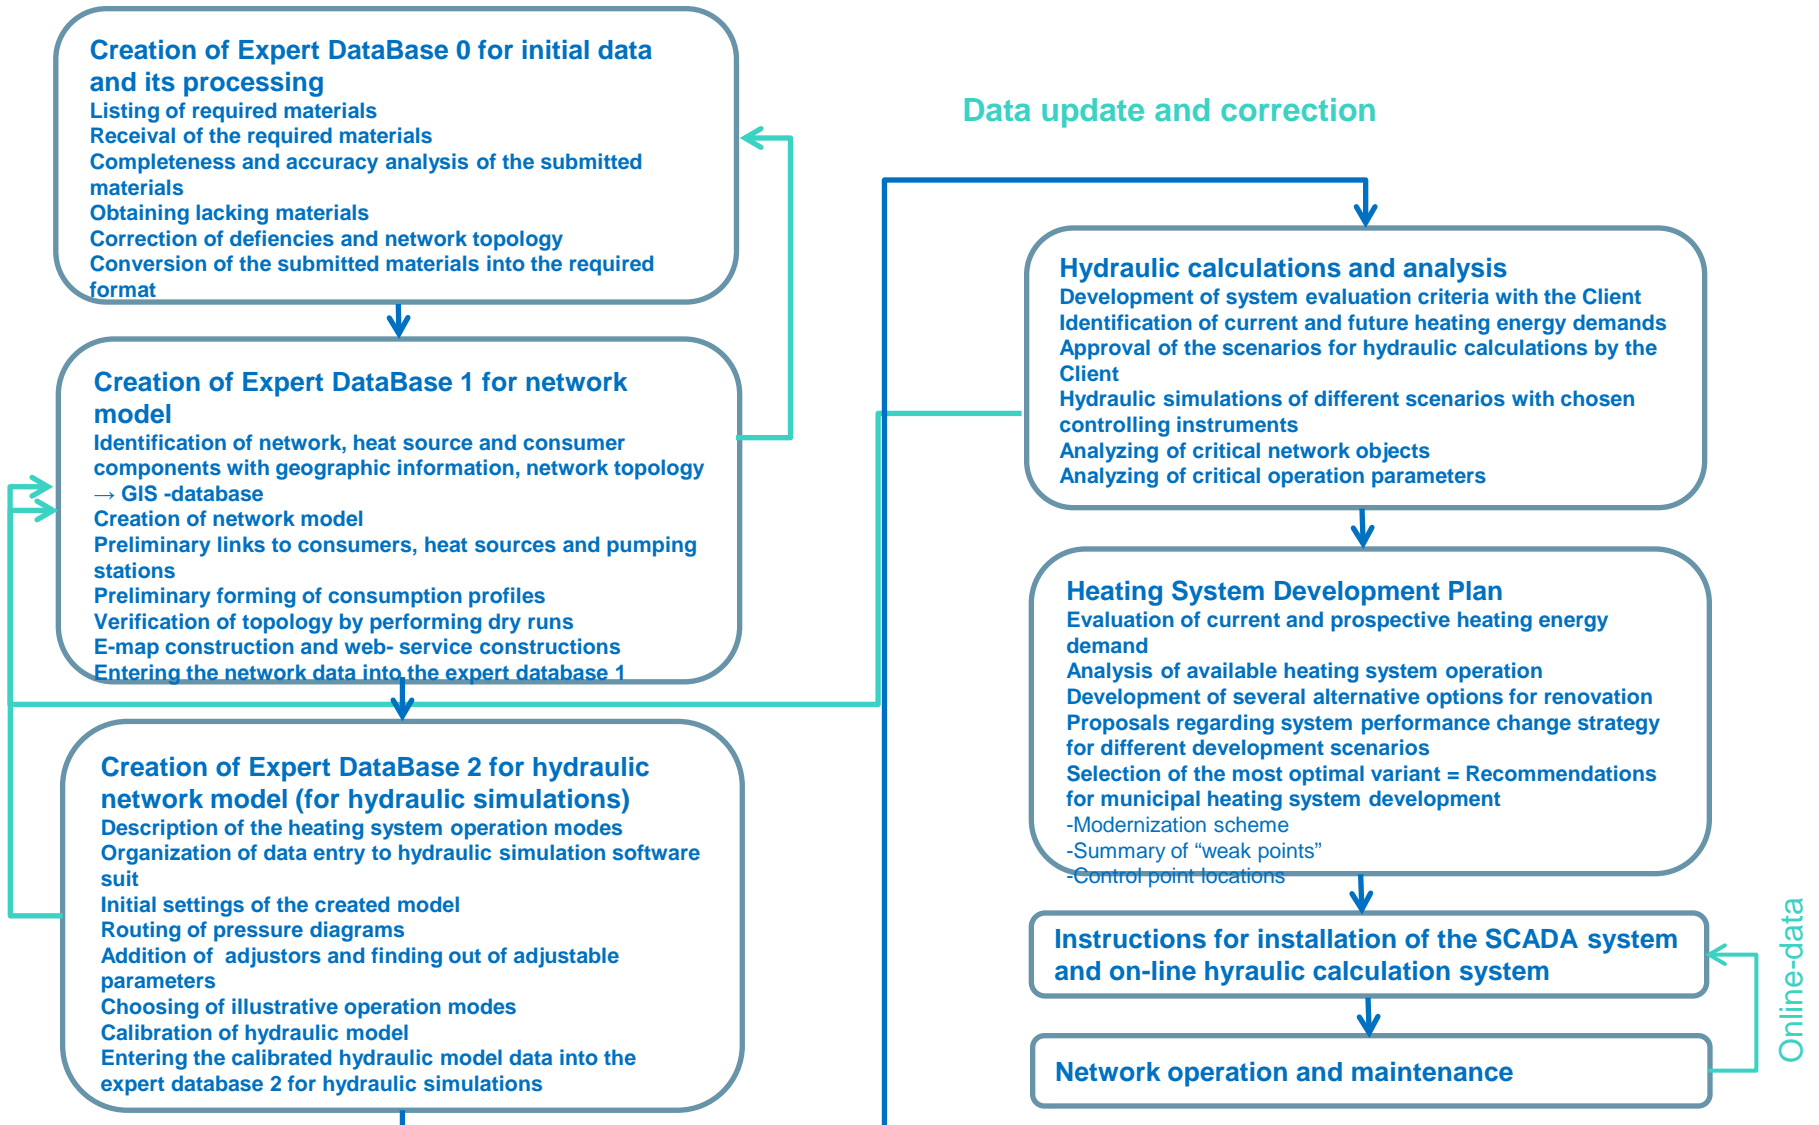 Creation of Expert DataBase 0 for initial data
and its processing
Listing of required materials
Receival of the required materials
Completeness and accuracy analysis of the submitted
materials
Obtaining lacking materials
Correction of defiencies and network topology
Conversion of the submitted materials into the required
format
Creation of Expert DataBase 1 for network
model
Identification of network, heat source and consumer
components with geographic information, network topology
→ GIS -database
Creation of network model
Preliminary links to consumers, heat sources and pumping
stations
Preliminary forming of consumption profiles
Verification of topology by performing dry runs
E-map construction and web- service constructions
Entering the network data into the expert database 1
Creation of Expert DataBase 2 for hydraulic
network model (for hydraulic simulations)
Description of the heating system operation modes
Organization of data entry to hydraulic simulation software
suit
Initial settings of the created model
Routing of pressure diagrams
Addition of  adjustors and finding out of adjustable
parameters
Choosing of illustrative operation modes
Calibration of hydraulic model
Entering the calibrated hydraulic model data into the
expert database 2 for hydraulic simulations
Data update and correction
Hydraulic calculations and analysis
Development of system evaluation criteria with the Client
Identification of current and future heating energy demands
Approval of the scenarios for hydraulic calculations by the
Client
Hydraulic simulations of different scenarios with chosen
controlling instruments
Analyzing of critical network objects
Analyzing of critical operation parameters
Heating System Development Plan
Evaluation of current and prospective heating energy
demand
Analysis of available heating system operation
Development of several alternative options for renovation
Proposals regarding system performance change strategy
for different development scenarios
Selection of the most optimal variant = Recommendations
for municipal heating system development
-Modernization scheme
-Summary of “weak points”
-Control point locations
Instructions for installation of the SCADA system
and on-line hyraulic calculation system
Network operation and maintenance
Online-data